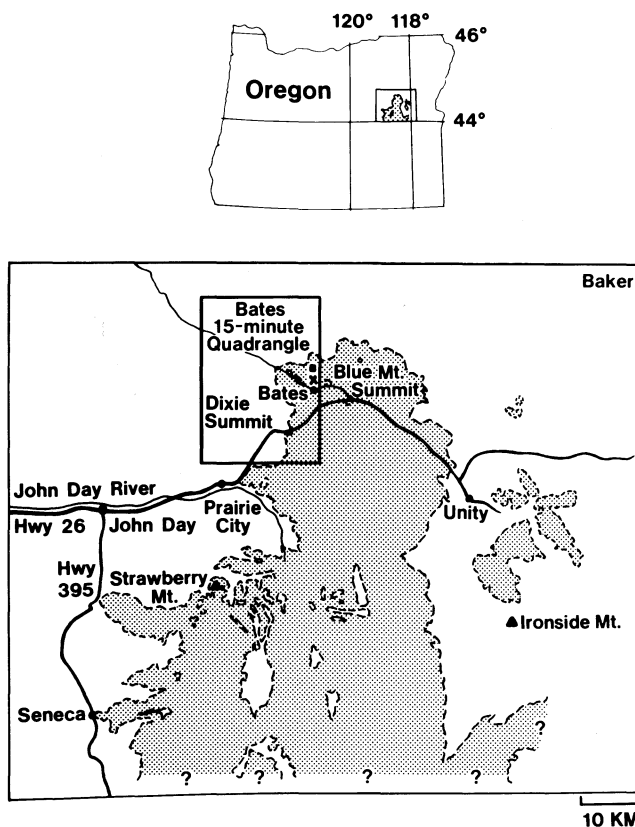 120° 118°
46°
Oregon
44°
Baker
Bates
15-minute
Quadrangle
Blue Mt.
Summit
Bates
Dixie
Summit
John Day River
Hwy 26
John Day
Prairie
City
Unity
Hwy
395
Strawberry
Mt.
Ironside Mt.
Seneca
?
? ? ? ?
10 KM